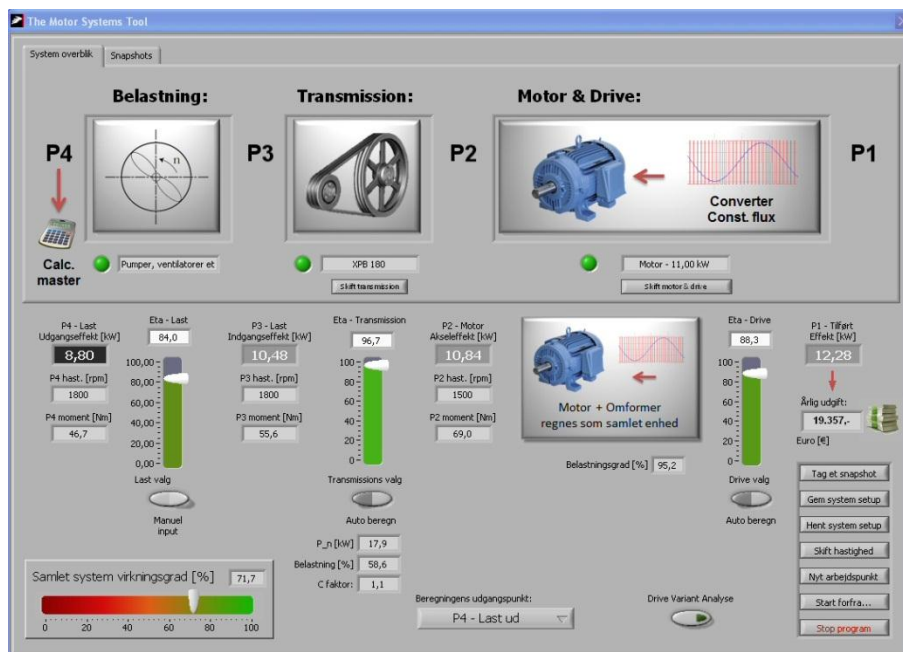 The Motor Systems Tool
System overblik
Snapshots
Belastning:
Transmission:
Motor & Drive:
P4
P3
P2
P1
n
Converter
Const. flux
Calc.
master
Pumper, ventilatorer et
XPB 180
Motor - 11,00 kW
Skift transmission
Skift motor & drive
P4 - Last
Udgangseffekt [kW]
8,80
P4 hast. [rpm]
1800
P4 moment [Nm]
46,7
Eta - Last
84,0
100,00
80,00
60,00
40,00
20,00
0,00
Last valg
Manuel
input
P3 - Last
Indgangseffekt [kW]
10,48
P3 hast. [rpm]
1800
P3 moment [Nm]
55,6
Eta - Transmission
96,7
100
80
60
40
20
0
Transmissions valg
Auto beregn
P_n [kW]
17,9
Belastning [%]
58,6
C faktor:
1,1
P2 - Motor
Akseleffekt [kW]
10,84
P2 hast. [rpm]
1500
P2 moment [Nm]
69,0
Motor + Omformer
regnes som samlet enhed
Belastningsgrad [%]
95,2
Eta - Drive
88,3
100
80
60
40
20
0
Drive valg
Auto beregn
P1 - Tilført
Effekt [kW]
12,28
Årlig udgift:
19.357,-
Euro [€]
Tag et snapshot
Gem system setup
Hent system setup
Skift hastighed
Nyt arbejdspunkt
Start forfra...
Stop program
Samlet system virkningsgrad [%]
71,7
0 20 40 60 80 100
Beregningens udgangspunkt:
P4 - Last ud
Drive Variant Analyse